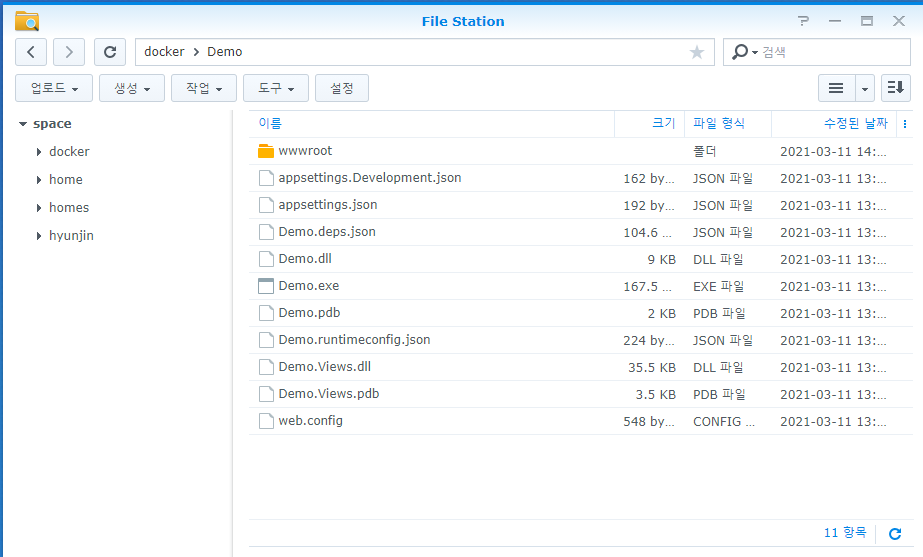 File Station
docker > Demo
검색
업로드 생성 작업 도구 설정
space
docker
home
homes
hyunjin
이름 크기 파일 형식 수정된 날짜
wwwroot 폴더 2021-03-11 14:...
appsettings.Development.json 162 by... JSON 파일 2021-03-11 13:...
appsettings.json 192 by... JSON 파일 2021-03-11 13:...
Demo.deps.json 104.6 ... JSON 파일 2021-03-11 13:...
Demo.dll 9 KB DLL 파일 2021-03-11 13:...
Demo.exe 167.5 ... EXE 파일 2021-03-11 13:...
Demo.pdb 2 KB PDB 파일 2021-03-11 13:...
Demo.runtimeconfig.json 224 by... JSON 파일 2021-03-11 13:...
Demo.Views.dll 35.5 KB DLL 파일 2021-03-11 13:...
Demo.Views.pdb 3.5 KB PDB 파일 2021-03-11 13:...
web.config 548 by... CONFIG ... 2021-03-11 13:...
11 항목